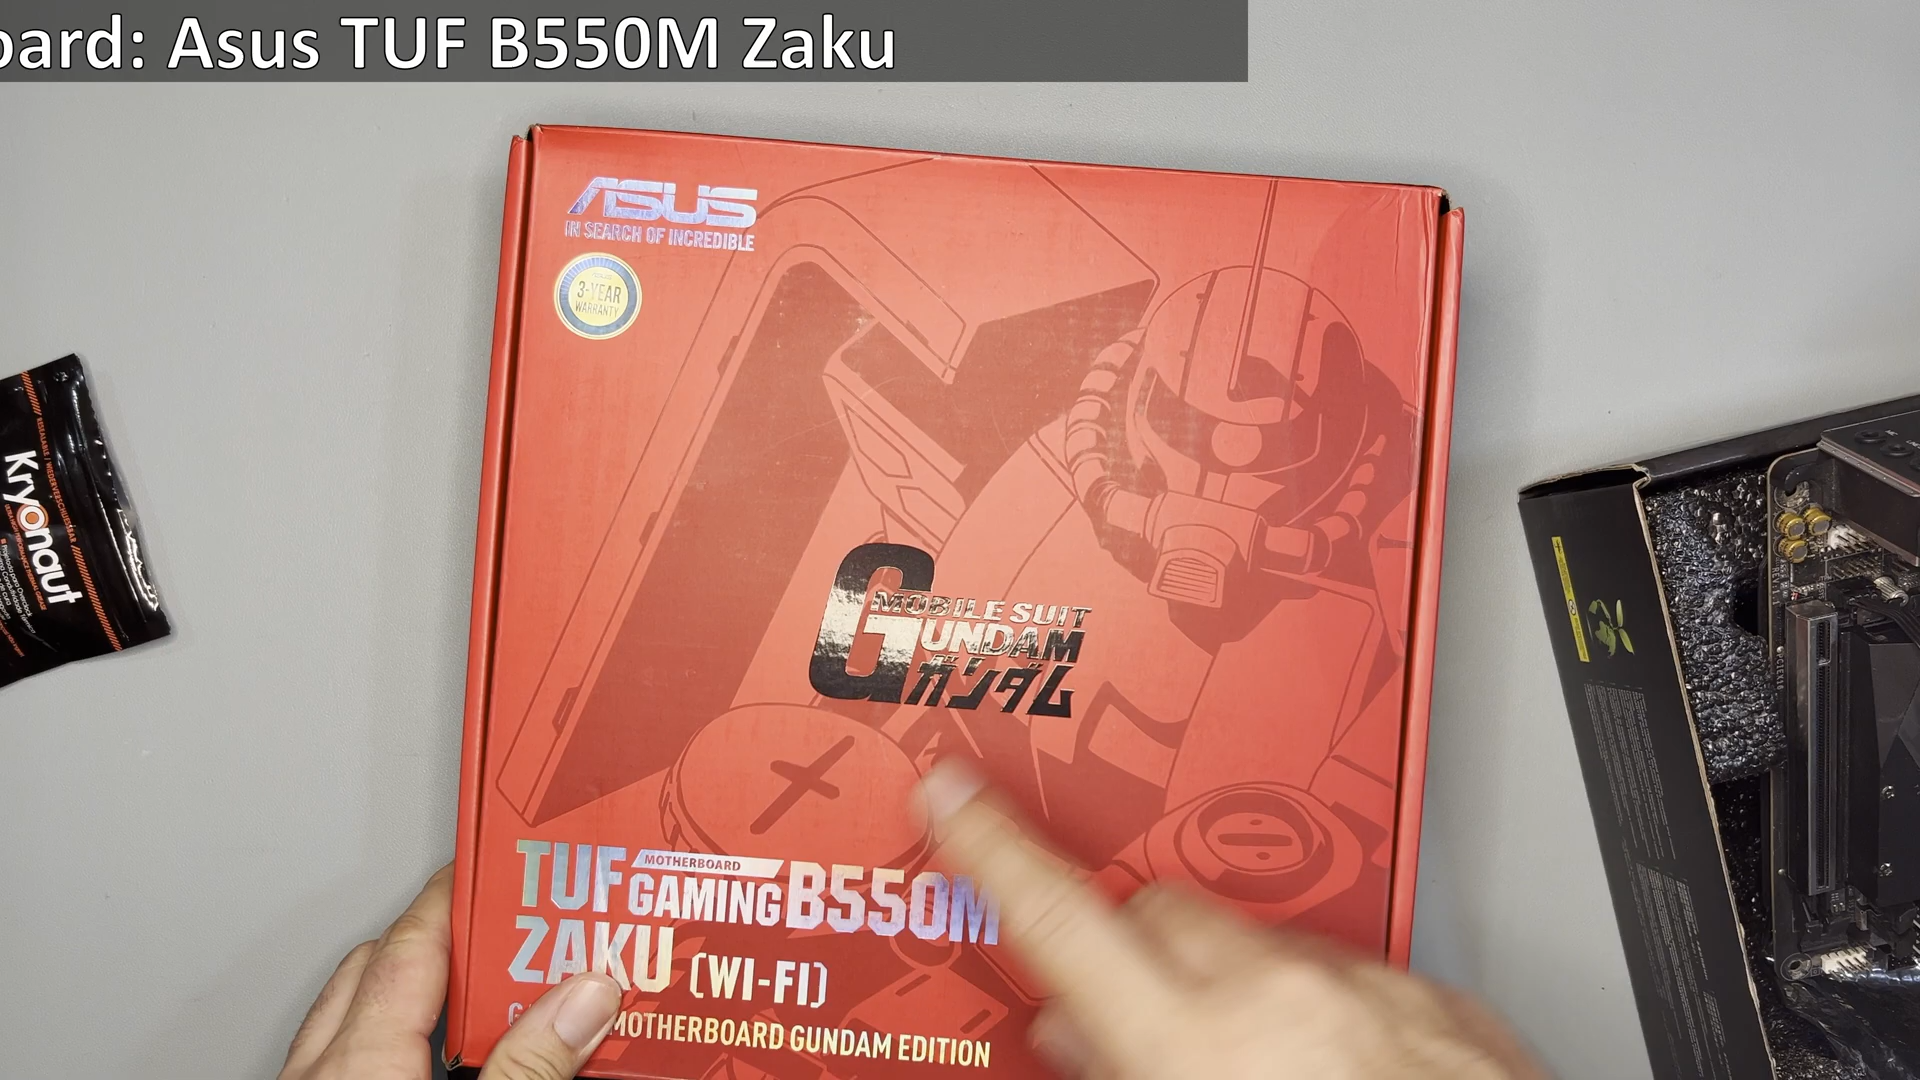 oard: Asus TUF B550M Zaku
ASUS
IN SEARCH OF INCREDIBLE
3-YEAR
WARRANTY
Kryonaut
MOBILE SUIT
GUNDAM
ガンダム
MOTHERBOARD
TUF GAMING B550M
ZAKU (WI-FI)
MOTHERBOARD GUNDAM EDITION